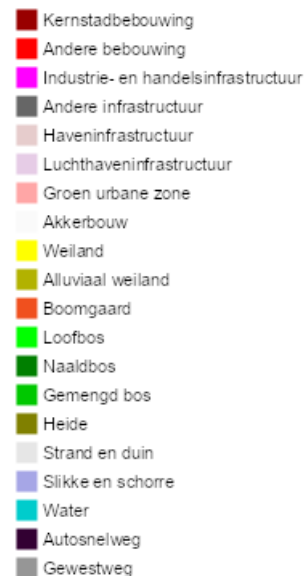 Kernstadbebouwing
Andere bebouwing
Industrie- en handelsinfrastructuur
Andere infrastructuur
Haveninfrastructuur
Luchthaveninfrastructuur
Groen urbane zone
Akkerbouw
Weiland
Alluviaal weiland
Boomgaard
Loofbos
Naaldbos
Gemengd bos
Heide
Strand en duin
Slikke en schorre
Water
Autosnelweg
Gewestweg